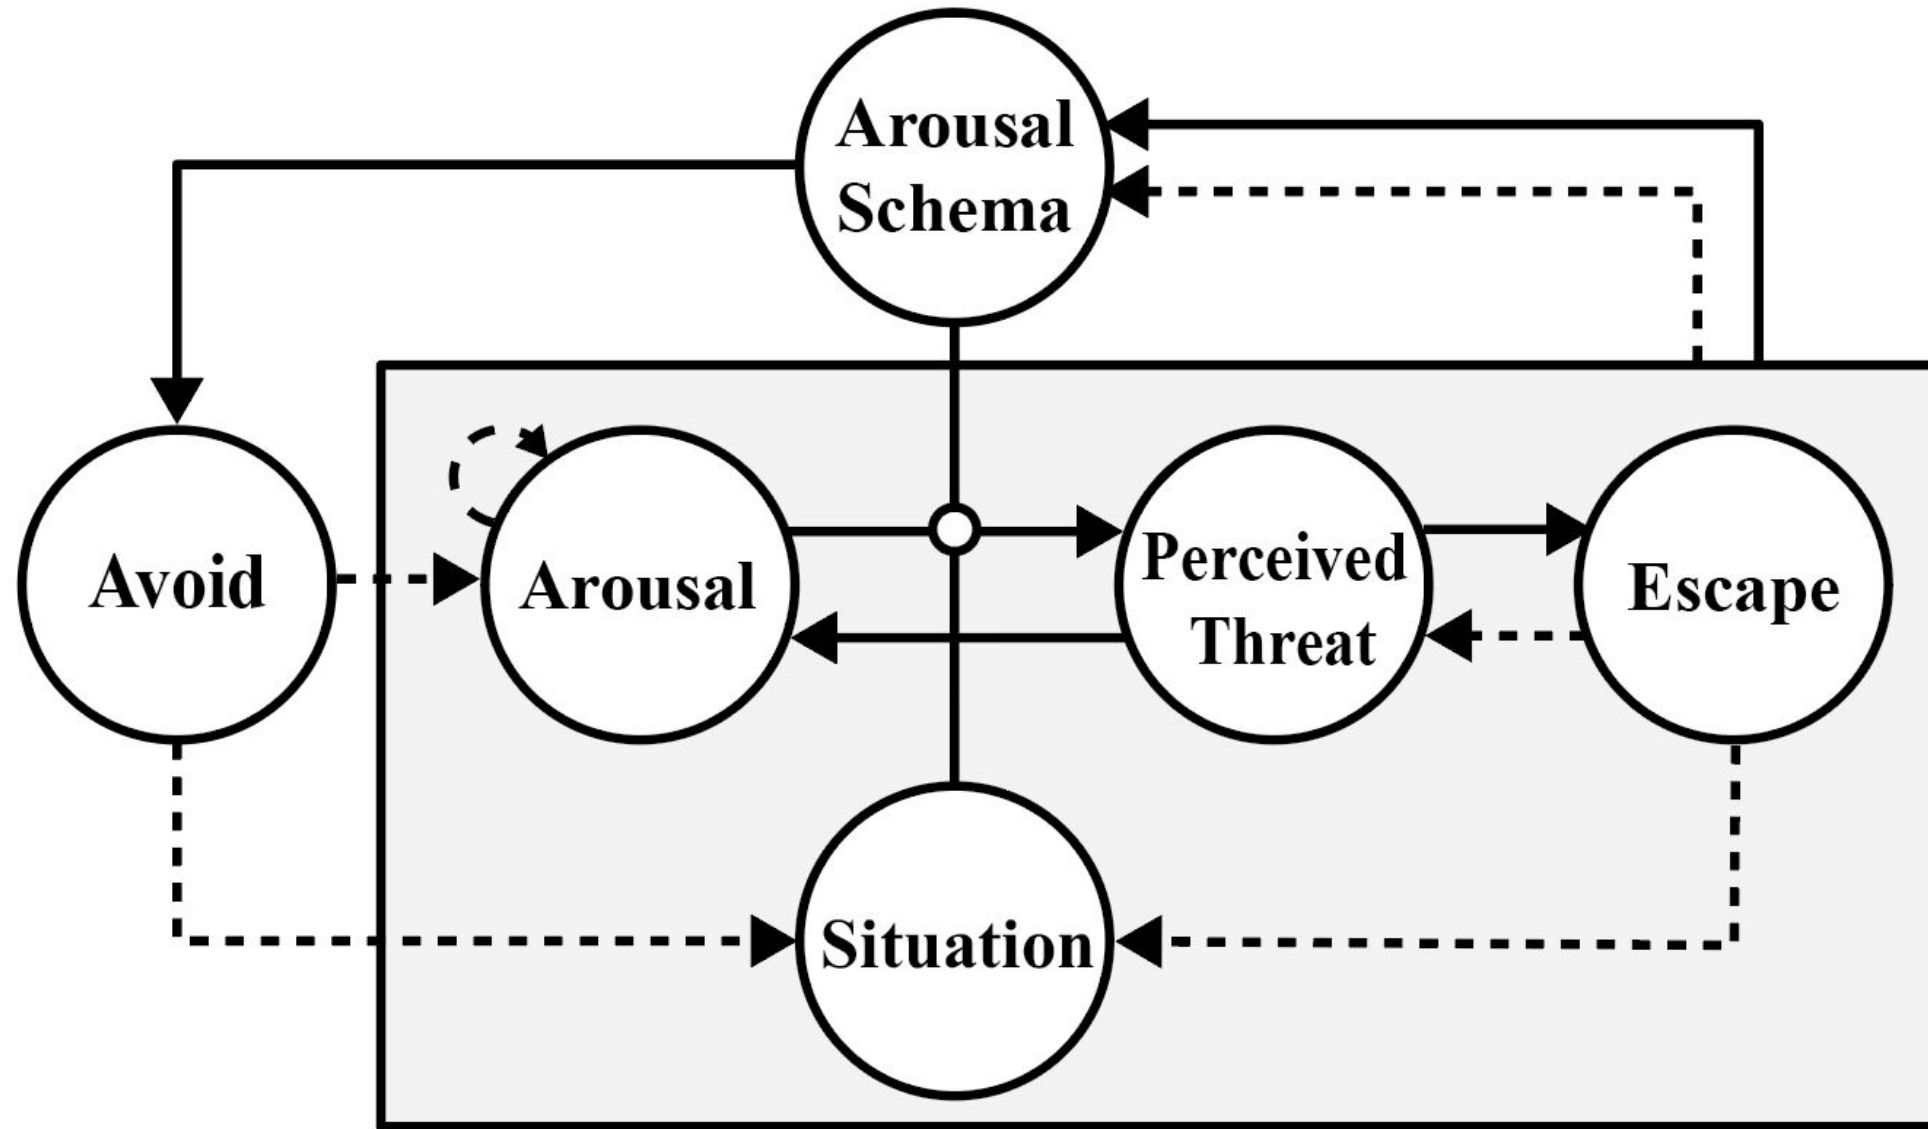 Arousal
Schema
Avoid
Arousal
Perceived
Threat
Escape
Situation